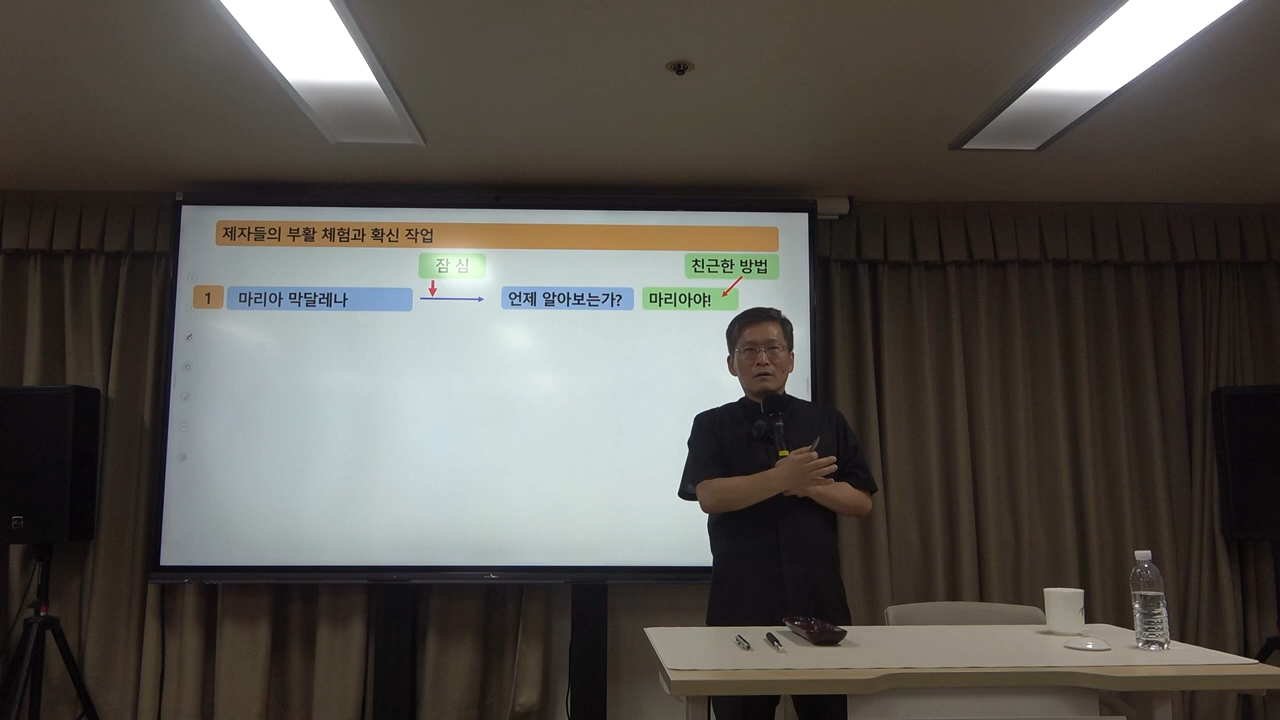 제자들의 부활 체험과 확신 작업
잠 심
친근한 방법
1 마리아 막달레나 언제 알아보는가? 마리아야!